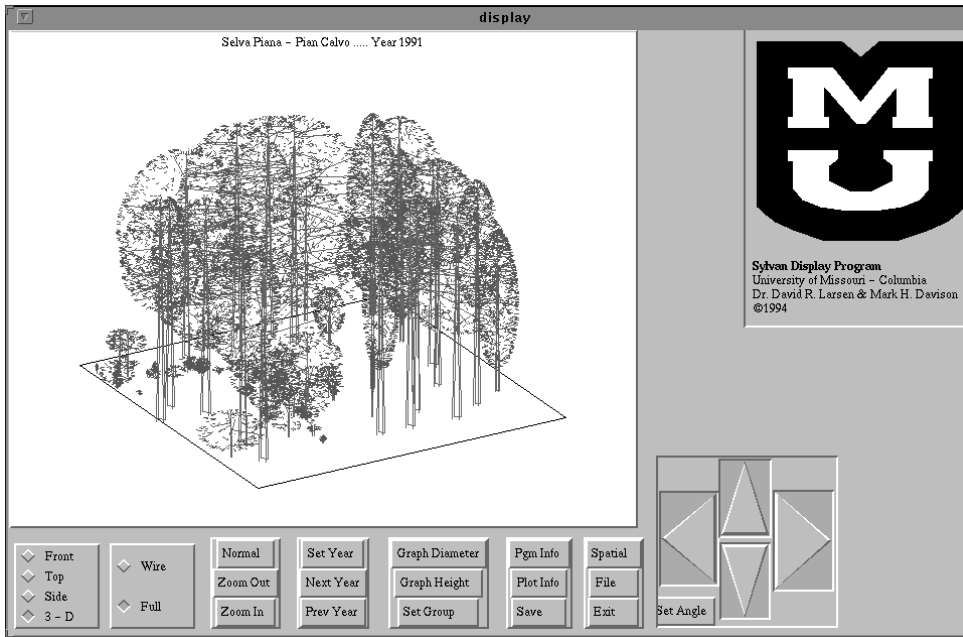 display
Selva Piana – Pian Calvo ..... Year 1991
MU
Sylvan Display Program
University of Missouri – Columbia
Dr. David R. Larsen & Mark H. Davison
©1994
Front
Top
Side
3 – D
Wire
Full
Normal
Zoom Out
Zoom In
Set Year
Next Year
Prev Year
Graph Diameter
Graph Height
Set Group
Pgm Info
Plot Info
Save
Spatial
File
Exit
Set Angle